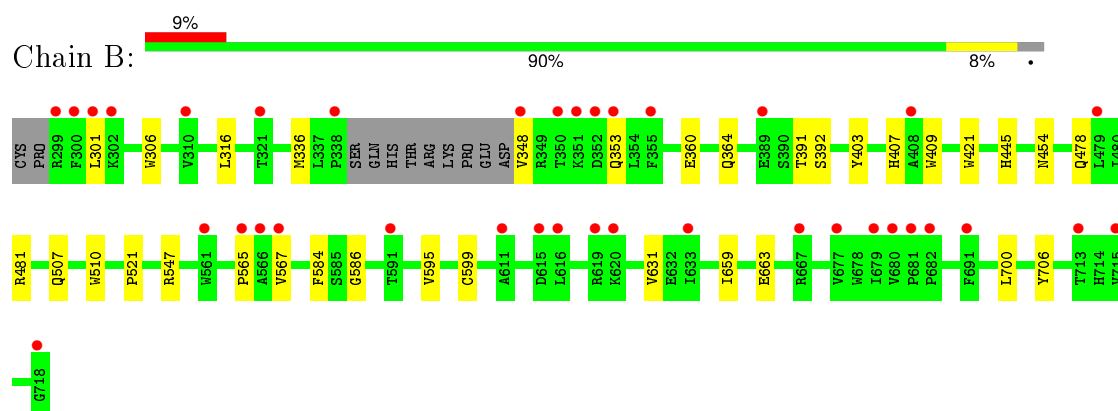 9%
Chain B:
90% 8% •
CYS PRO R299 F300 L301 K302 W306 V310 L316 T321 M336 L337 P338 SER GLN HIS THR ARG LYS PRO GLU ASP V348 R349 T350 K351 D352 Q353 L354 F355 E360 Q364 E389 S390 T391 S392 Y403 H407 A408 W409 W421 H445 N454 Q478 L479 I480
R481 Q507 W510 P521 R547 W561 P565 A566 V567 F584 S585 G586 T591 V595 C599 A611 D615 L616 R619 K620 V631 E632 I633 I659 E663 R667 V677 W678 I679 V680 P681 P682 F691 L700 Y706 T713 H714 V715
G718